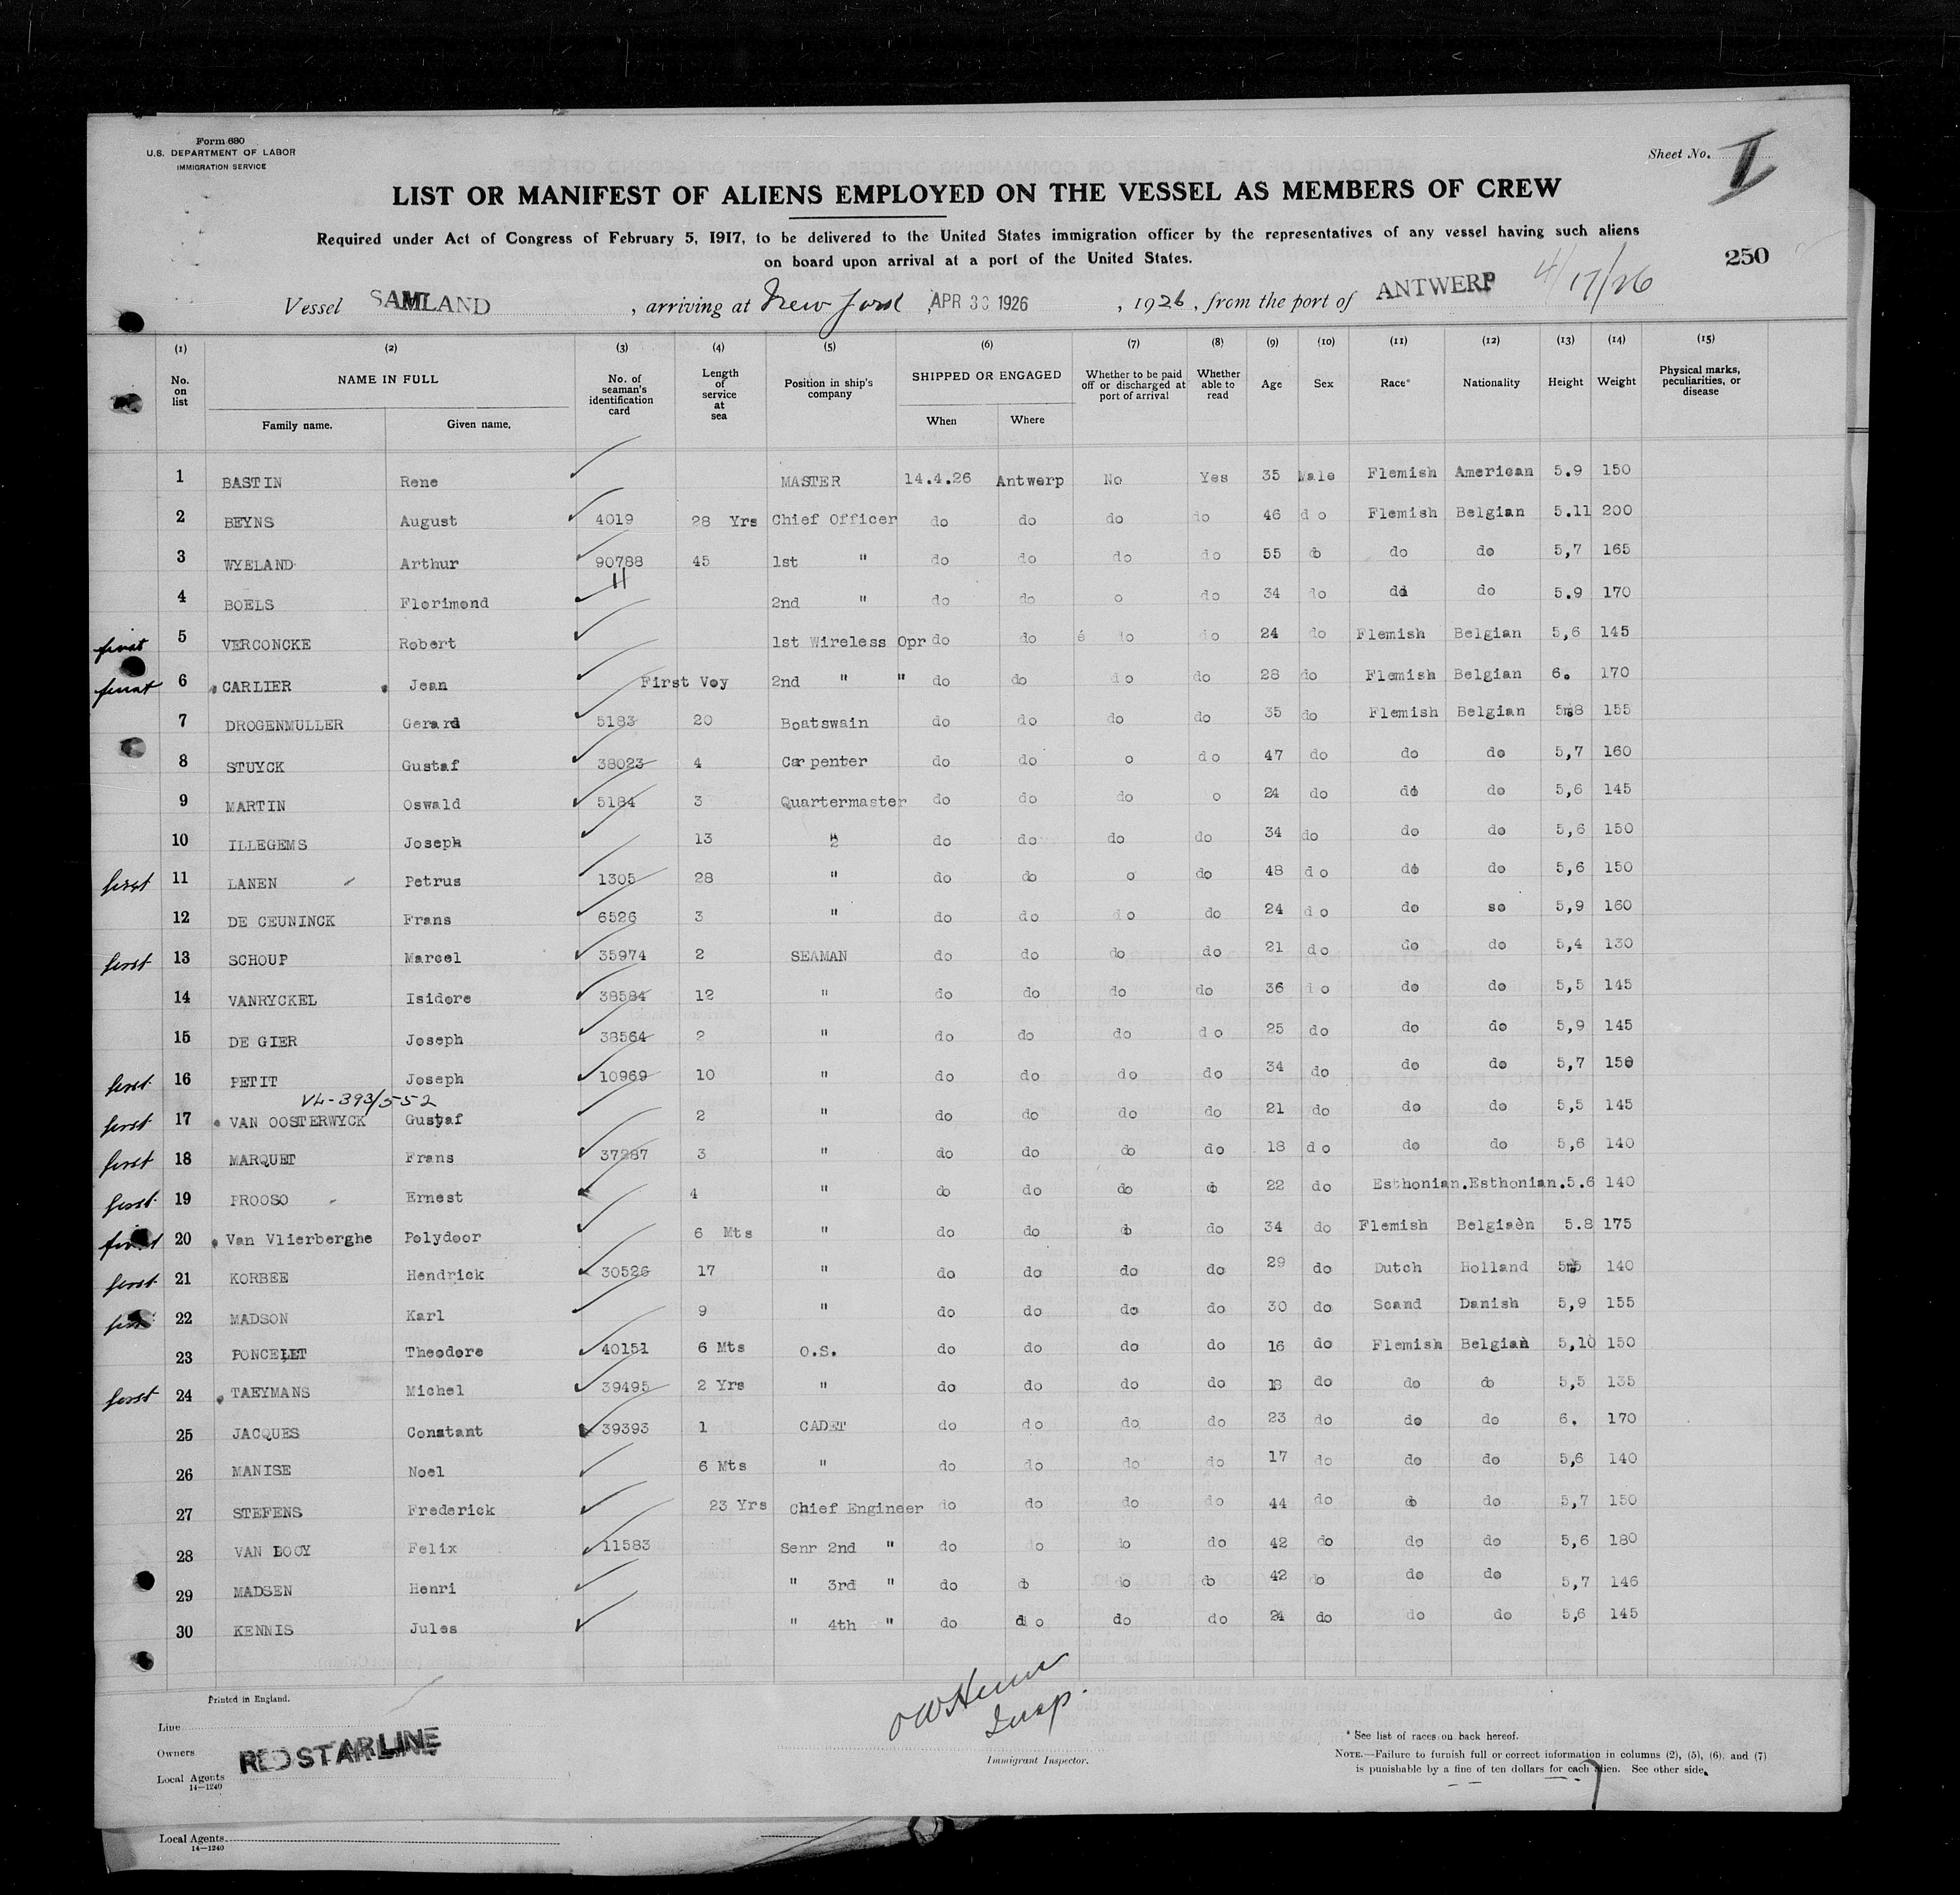 Form 680
U.S. DEPARTMENT OF LABOR
IMMIGRATION SERVICE
Sheet No. I
LIST OR MANIFEST OF ALIENS EMPLOYED ON THE VESSEL AS MEMBERS OF CREW
Required under Act of Congress of February 5, 1917, to be delivered to the United States immigration officer by the representatives of any vessel having such aliens
on board upon arrival at a port of the United States.
250
Vessel SAMLAND, arriving at New York, APR 30 1926, 1926, from the port of ANTWERP 4/17/26
(1) (2) (3) (4) (5) (6) (7) (8) (9) (10) (11) (12) (13) (14) (15)
No. on list NAME IN FULL Family name. Given name. No. of seaman's identification card Length of service at sea Position in ship's company SHIPPED OR ENGAGED When Where Whether to be paid off or discharged at port of arrival Whether able to read Age Sex Race* Nationality Height Weight Physical marks, peculiarities, or disease
1 BASTIN Rene MASTER 14.4.26 Antwerp No Yes 35 Male Flemish American 5.9 150
2 BEYNS August 4019 28 Yrs Chief Officer do do do do 46 do Flemish Belgian 5.11 200
3 WYELAND Arthur 90788 45 1st " do do do do 55 do do do 5,7 165
4 BOELS Florimond 2nd " do do o do 34 do do do 5.9 170
first 5 VERCONCKE Robert 1st Wireless Opr do do do do 24 do Flemish Belgian 5,6 145
first 6 CARLIER Jean First Voy 2nd " " do do do do 28 do Flemish Belgian 6. 170
7 DROGENMULLER Gerard 5183 20 Boatswain do do do do 35 do Flemish Belgian 5,8 155
8 STUYCK Gustaf 38023 4 Carpenter do do o do 47 do do do 5,7 160
9 MARTIN Oswald 5184 3 Quartermaster do do do o 24 do do do 5,6 145
10 ILLEGEMS Joseph 13 " do do do do 34 do do do 5,6 150
first 11 LANEN Petrus 1305 28 " do do o do 48 do do do 5,6 150
12 DE CEUNINCK Frans 6526 3 " do do do do 24 do do so 5,9 160
first 13 SCHOUP Marcel 35974 2 SEAMAN do do do do 21 do do do 5,4 130
14 VANRYCKEL Isidore 38584 12 " do do do do 36 do do do 5,5 145
15 DE GIER Joseph 38564 2 " do do do do 25 do do do 5,9 145
first 16 PETIT Joseph 10969 10 " do do do do 34 do do do 5,7 150
VL-393/552
first 17 VAN OOSTERWYCK Gustaf 2 " do do do do 21 do do do 5,5 145
first 18 MARQUET Frans 37287 3 " do do do do 18 do do do 5,6 140
first 19 PROOSO Ernest 4 " do do do do 22 do Esthonian. Esthonian. 5.6 140
first 20 Van Vlierberghe Polydoor 6 Mts " do do do do 34 do Flemish Belgiaèn 5.8 175
first 21 KORBEE Hendrick 30526 17 " do do do do 29 do Dutch Holland 5,5 140
first 22 MADSON Karl 9 " do do do do 30 do Scand Danish 5,9 155
23 PONCELET Theodore 40151 6 Mts O.S. do do do do 16 do Flemish Belgian 5,10 150
first 24 TAEYMANS Michel 39495 2 Yrs " do do do do 18 do do do 5,5 135
25 JACQUES Constant 39393 1 CADET do do do do 23 do do do 6. 170
26 MANISE Noel 6 Mts " do do do do 17 do do do 5,6 140
27 STEFENS Frederick 23 Yrs Chief Engineer do do do do 44 do do do 5,7 150
28 VAN LOCY Felix 11583 Senr 2nd " do do do do 42 do do do 5,6 180
29 MADSEN Henri " 3rd " do do do do 42 do do do 5,7 146
30 KENNIS Jules " 4th " do do do do 24 do do do 5,6 145
Printed in England.
Line
Owners RED STAR LINE
Local Agents
14—1240
Insp.
Immigrant Inspector.
* See list of races on back hereof.
NOTE.—Failure to furnish full or correct information in columns (2), (5), (6), and (7)
is punishable by a fine of ten dollars for each alien. See other side.
Local Agents
14—1240